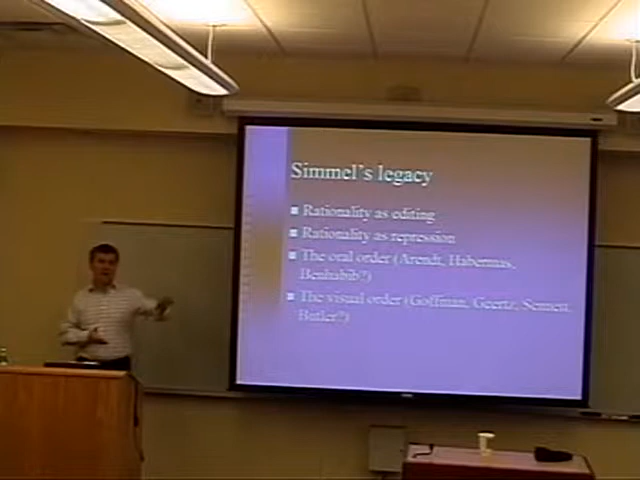 Simmel's legacy
Rationality as editing
Rationality as repression
The oral order (Arendt, Habermas,
Benhabib?)
The visual order (Goffman, Geertz, Sennett,
Butler?)